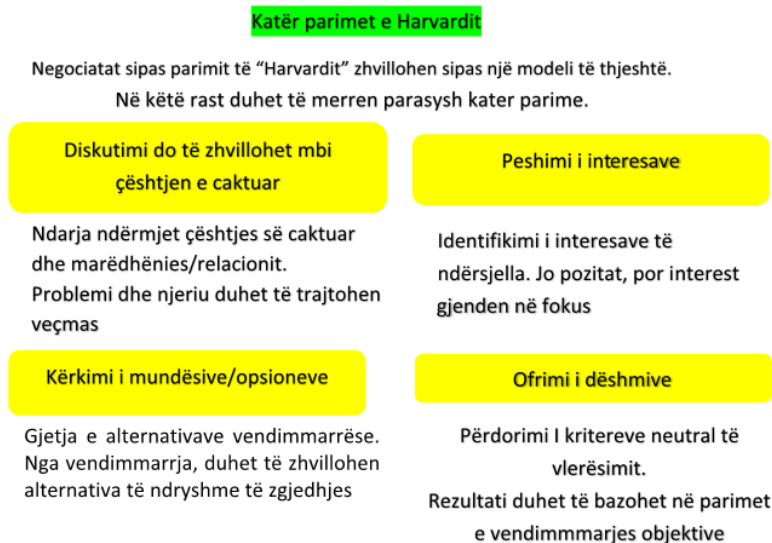 Katër parimet e Harvardit
Negociatat sipas parimit të “Harvardit” zhvillohen sipas një modeli të thjeshtë.
Në këtë rast duhet të merren parasysh kater parime.
Diskutimi do të zhvillohet mbi
çështjen e caktuar
Ndarja ndërmjet çështjes së caktuar
dhe marëdhënies/relacionit.
Problemi dhe njeriu duhet të trajtohen
veçmas
Peshimi i interesave
Identifikimi i interesave të
ndërsjella. Jo pozitat, por interest
gjenden në fokus
Kërkimi i mundësive/opsioneve
Gjetja e alternativave vendimmarrëse.
Nga vendimmarrja, duhet të zhvillohen
alternativa të ndryshme të zgjedhjes
Ofrimi i dëshmive
Përdorimi I kritereve neutral të
vlerësimit.
Rezultati duhet të bazohet në parimet
e vendimmmarjes objektive